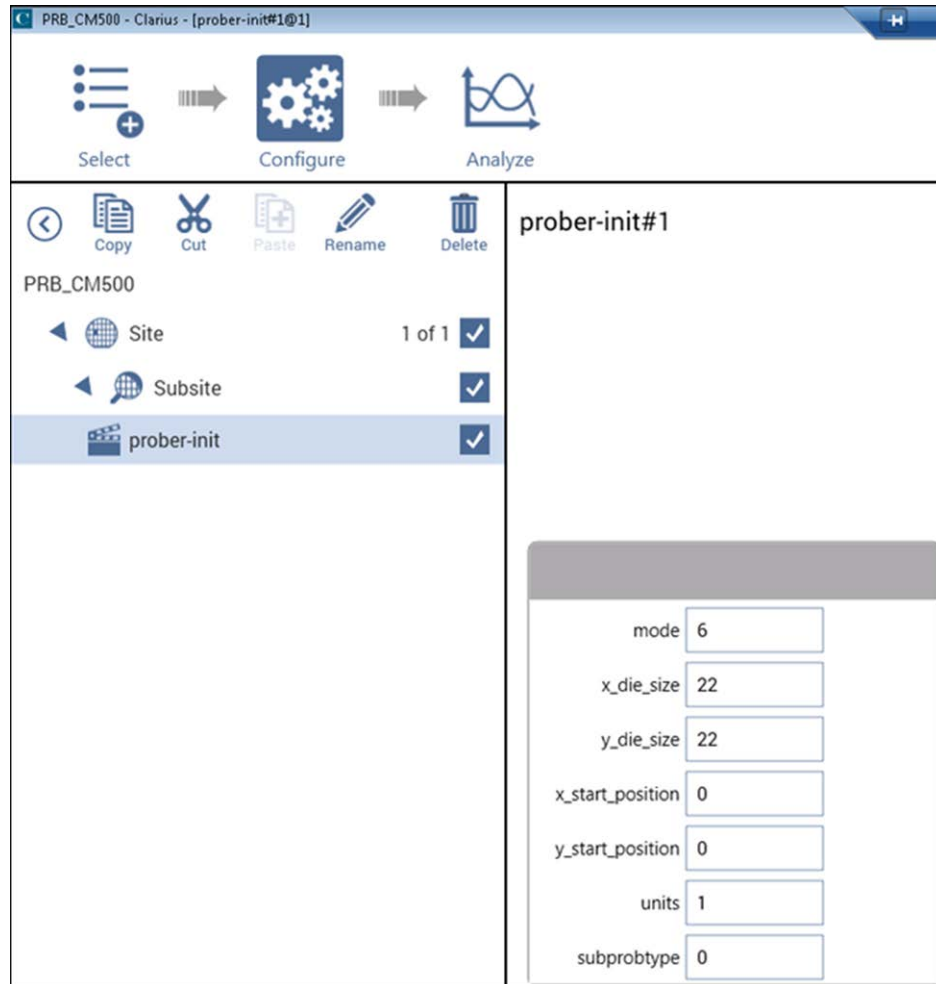 PRB_CM500 - Clarius - [prober-init#1@1]
Select
Configure
Analyze
Copy
Cut
Paste
Rename
Delete
PRB_CM500
Site 1 of 1
Subsite
prober-init
prober-init#1
mode 6
x_die_size 22
y_die_size 22
x_start_position 0
y_start_position 0
units 1
subprobtype 0